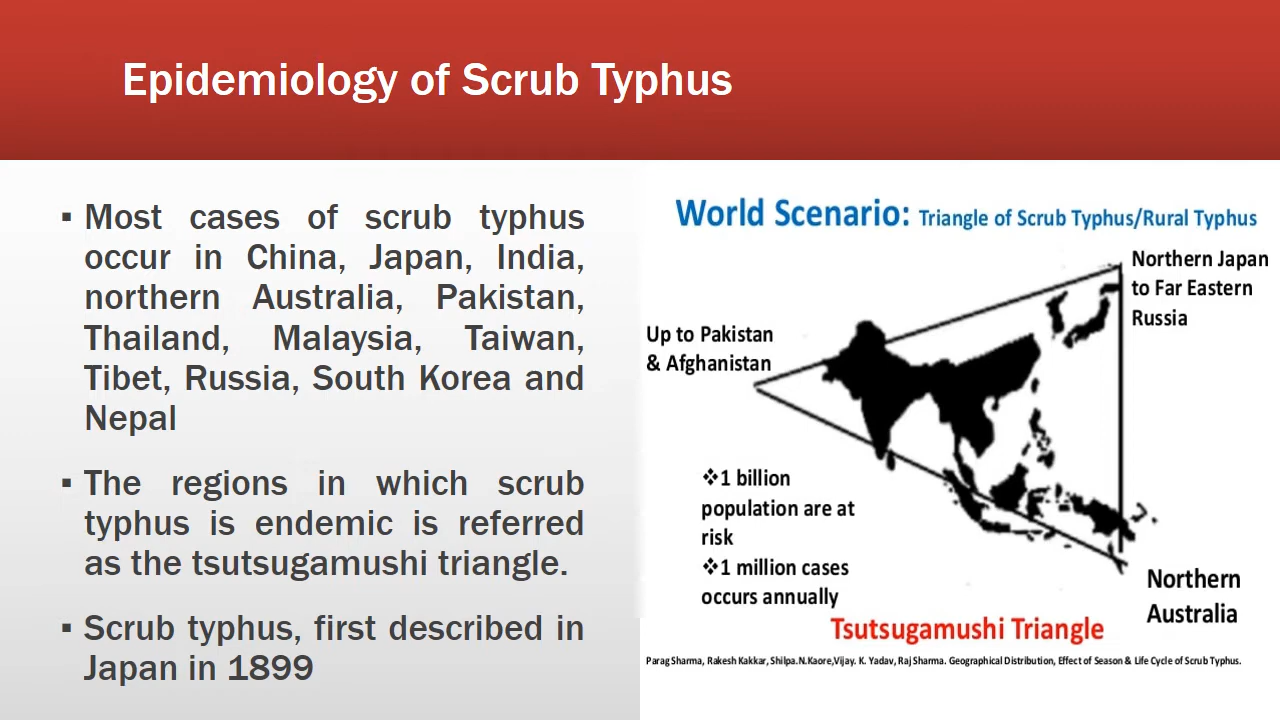 Epidemiology of Scrub Typhus
▪ Most cases of scrub typhus
occur in China, Japan, India,
northern Australia, Pakistan,
Thailand, Malaysia, Taiwan,
Tibet, Russia, South Korea and
Nepal
▪ The regions in which scrub
typhus is endemic is referred
as the tsutsugamushi triangle.
▪ Scrub typhus, first described in
Japan in 1899
World Scenario: Triangle of Scrub Typhus/Rural Typhus
Northern Japan
to Far Eastern
Russia
Up to Pakistan
& Afghanistan
❖1 billion
population are at
risk
❖1 million cases
occurs annually
Northern
Australia
Tsutsugamushi Triangle
Parag Sharma, Rakesh Kakkar, Shilpa.N.Kaore,Vijay. K. Yadav, Raj Sharma. Geographical Distribution, Effect of Season & Life Cycle of Scrub Typhus.